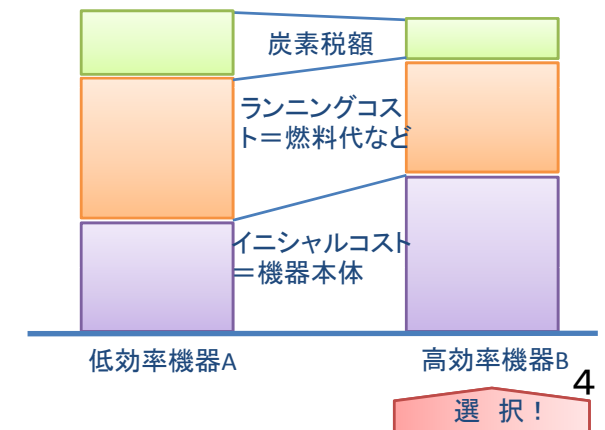 炭素税額
ランニングコス
ト＝燃料代など
イニシャルコスト
＝機器本体
低効率機器A
高効率機器B
4
選 択！